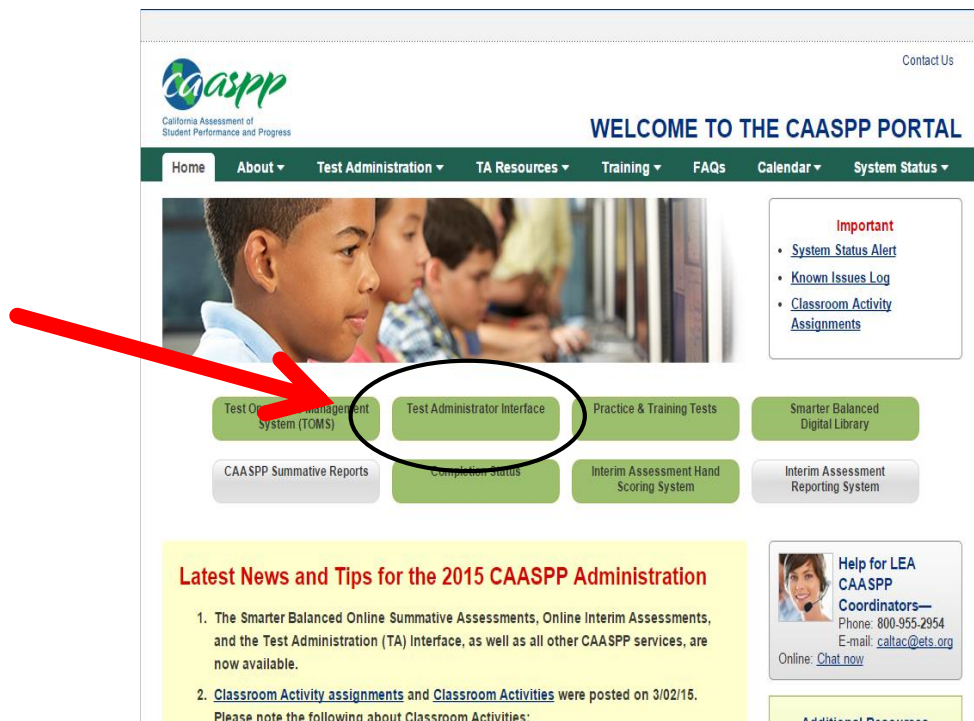 Contact Us
caaspp
California Assessment of
Student Performance and Progress
WELCOME TO THE CAASPP PORTAL
Home About Test Administration TA Resources Training FAQs Calendar System Status
Important
• System Status Alert
• Known Issues Log
• Classroom Activity
Assignments
Test Management
System (TOMS)
Test Administrator Interface
Practice & Training Tests
Smarter Balanced
Digital Library
CAASPP Summative Reports
Completion Status
Interim Assessment Hand
Scoring System
Interim Assessment
Reporting System
Latest News and Tips for the 2015 CAASPP Administration
1. The Smarter Balanced Online Summative Assessments, Online Interim Assessments,
and the Test Administration (TA) Interface, as well as all other CAASPP services, are
now available.
2. Classroom Activity assignments and Classroom Activities were posted on 3/02/15.
Please note the following about Classroom Activities:
Help for LEA
CAASPP
Coordinators—
Phone: 800-955-2954
E-mail: caltac@ets.org
Online: Chat now
Additional Resources